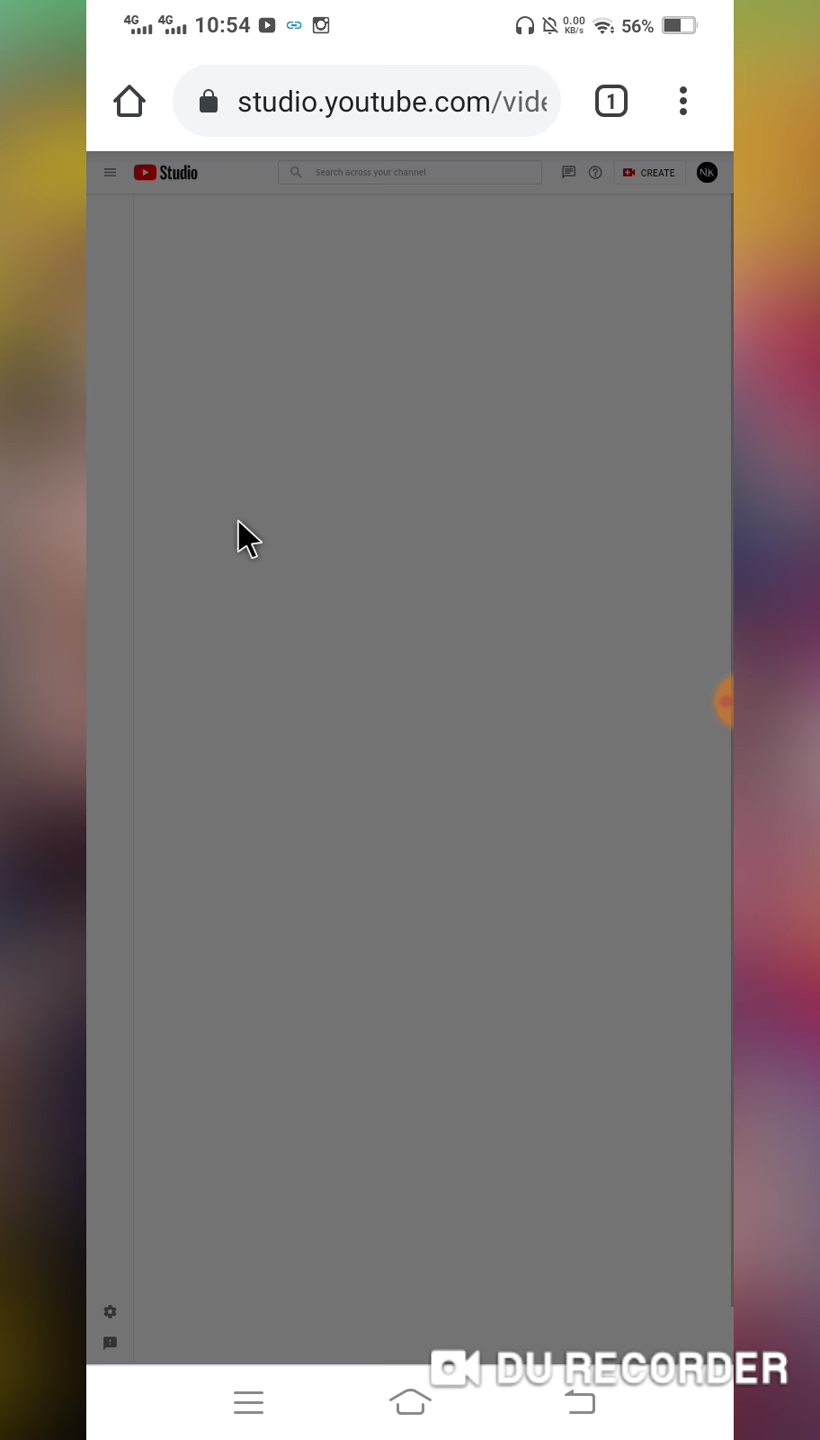 4G 4G 10:54 0.00 KB/s 56%
studio.youtube.com/vide 1
Studio Search across your channel CREATE NK
DU RECORDER